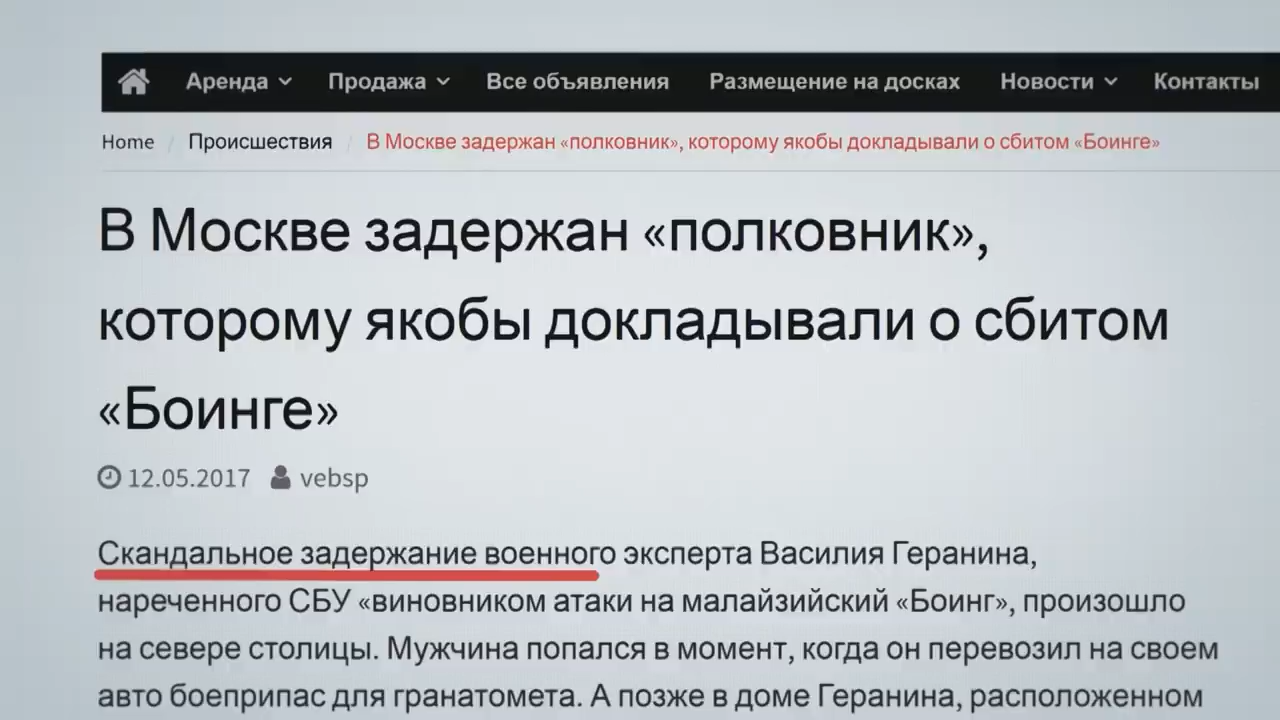 Аренда Продажа Все объявления Размещение на досках Новости Контакты
Home / Происшествия / В Москве задержан «полковник», которому якобы докладывали о сбитом «Боинге»
В Москве задержан «полковник»,
которому якобы докладывали о сбитом
«Боинге»
12.05.2017 vebsp
Скандальное задержание военного эксперта Василия Геранина,
нареченного СБУ «виновником атаки на малайзийский «Боинг», произошло
на севере столицы. Мужчина попался в момент, когда он перевозил на своем
авто боеприпас для гранатомета. А позже в доме Геранина, расположенном